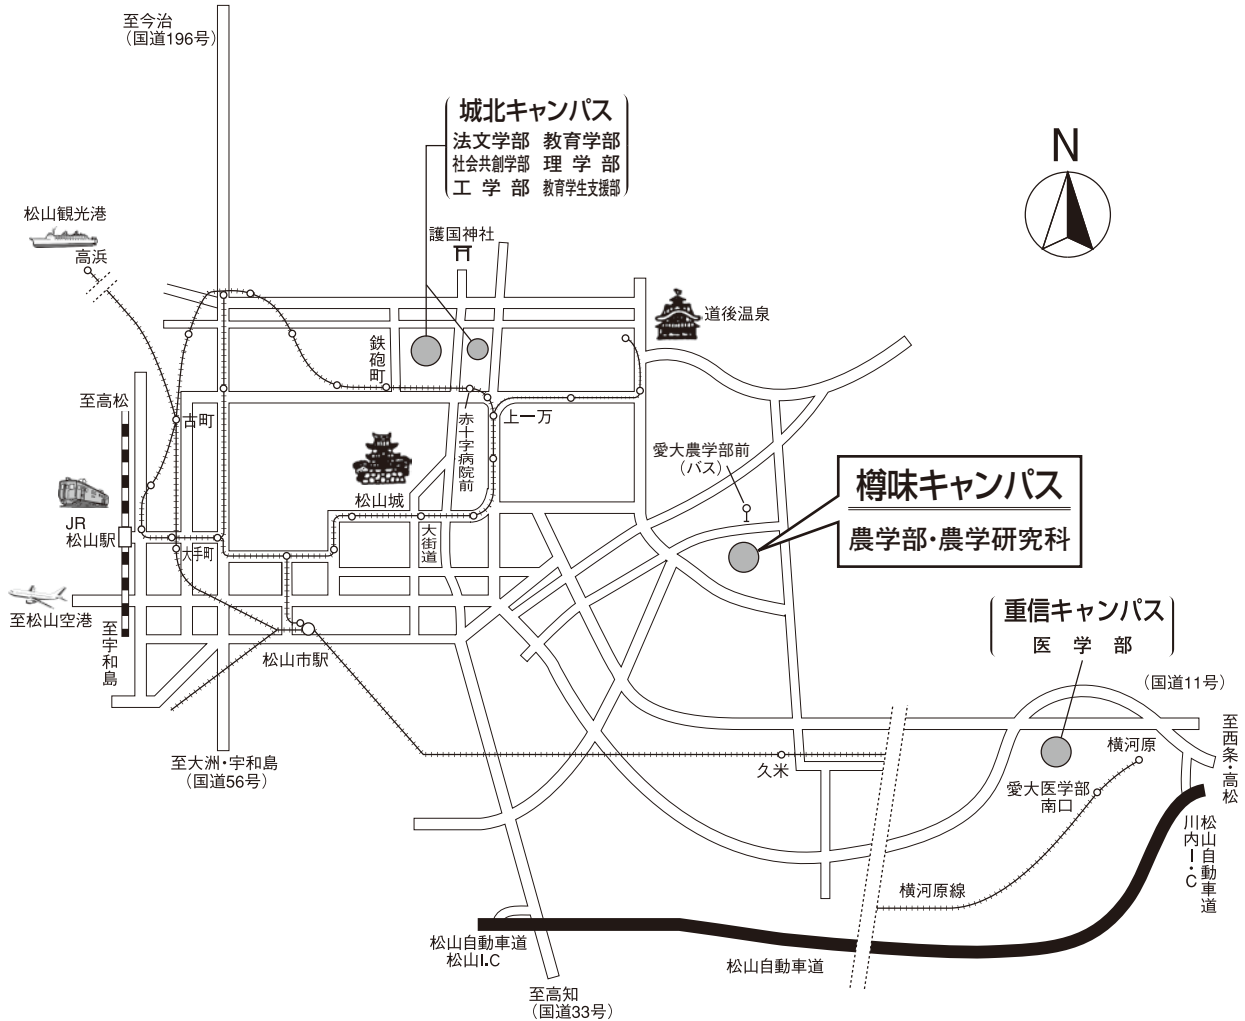 至今治
（国道196号）
城北キャンパス
法文学部 教育学部
社会共創学部 理学部
工学部 教育学生支援部
N
松山観光港
高浜
護国神社
道後温泉
鉄砲町
至高松
古町
上一万
赤十字病院前
愛大農学部前
（バス）
樽味キャンパス
農学部・農学研究科
松山城
JR
松山駅
大手町
大街道
至松山空港
至宇和島
松山市駅
重信キャンパス
医学部
（国道11号）
至西条・高松
至大洲・宇和島
（国道56号）
久米
横河原
愛大医学部
南口
松山自動車道
川内I・C
横河原線
松山自動車道
松山I.C
松山自動車道
至高知
（国道33号）